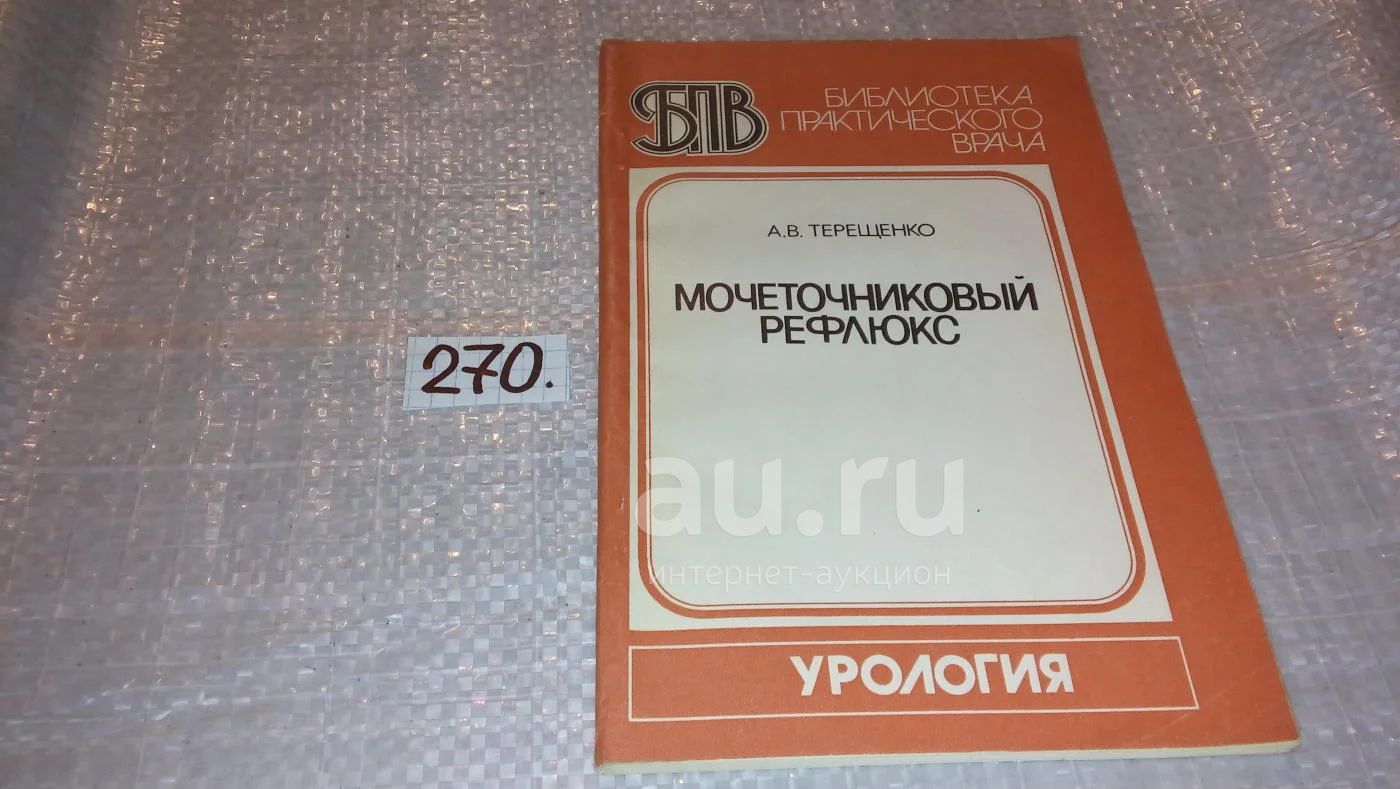 БПВ
БИБЛИОТЕКА
ПРАКТИЧЕСКОГО
ВРАЧА
А.В. ТЕРЕЩЕНКО
МОЧЕТОЧНИКОВЫЙ
РЕФЛЮКС
270.
au.ru
интернет-аукцион
УРОЛОГИЯ